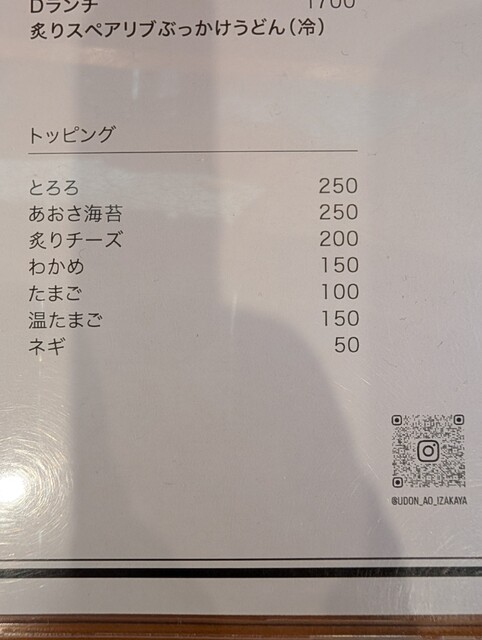 Dランチ 1700
炙りスペアリブぶっかけうどん(冷)
トッピング
とろろ 250
あおさ海苔 250
炙りチーズ 200
わかめ 150
たまご 100
温たまご 150
ネギ 50
@UDON_AO_IZAKAYA